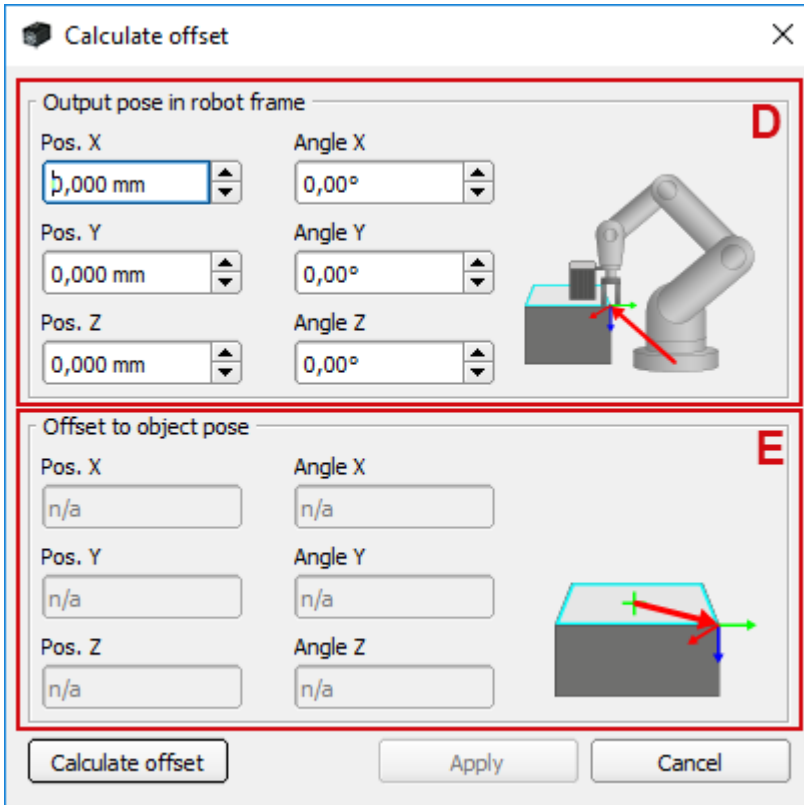 Calculate offset
Output pose in robot frame
D
Pos. X
Angle X
0,000 mm
0,00°
Pos. Y
Angle Y
0,000 mm
0,00°
Pos. Z
Angle Z
0,000 mm
0,00°
Offset to object pose
E
Pos. X
Angle X
n/a
n/a
Pos. Y
Angle Y
n/a
n/a
Pos. Z
Angle Z
n/a
n/a
Calculate offset
Apply
Cancel